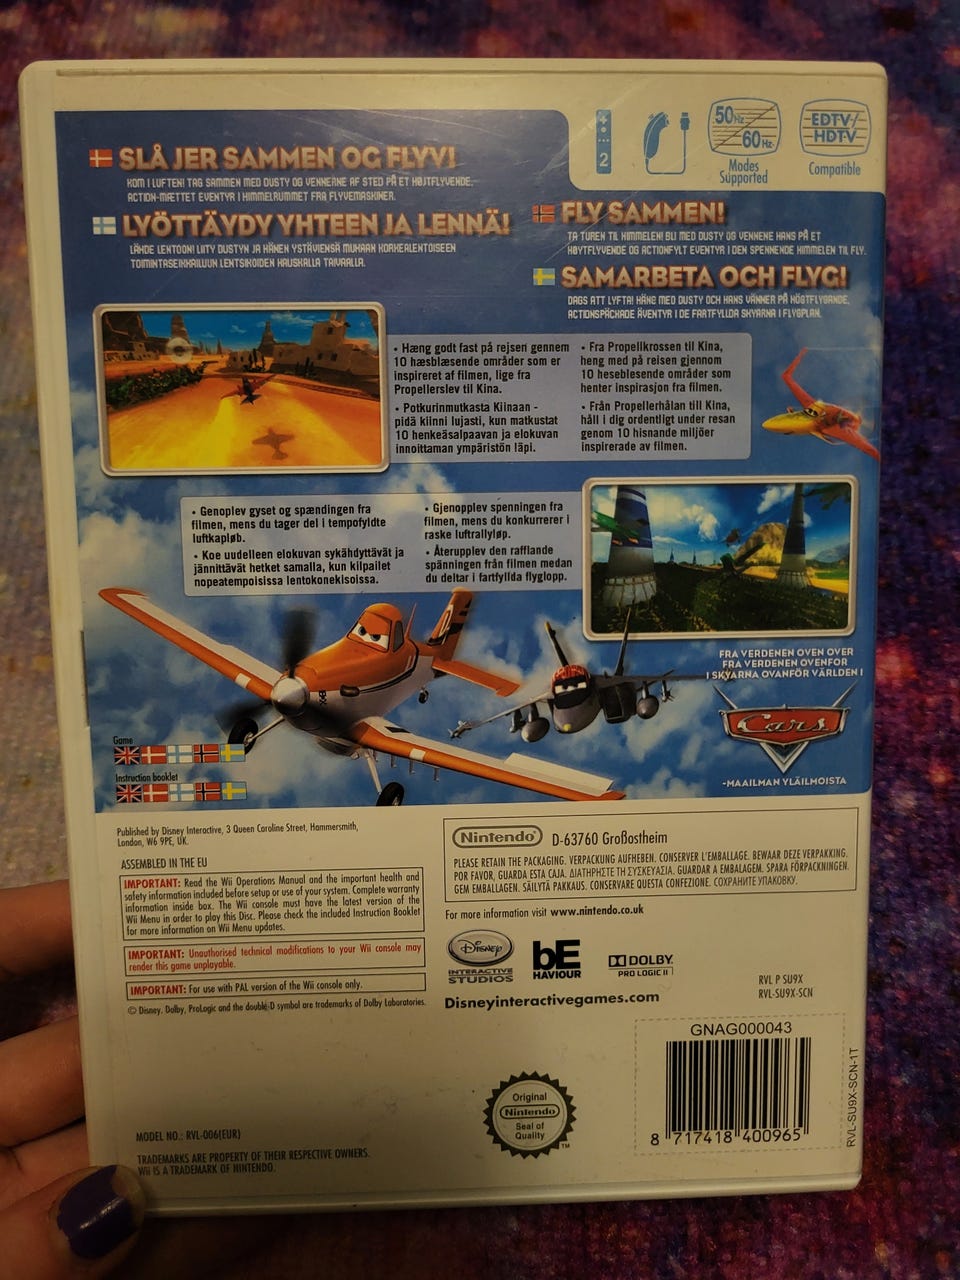 50Hz
60Hz
EDTV/
HDTV
2
Modes
Supported
Compatible
SLÅ JER SAMMEN OG FLYV!
KOM I LUFTEN! TAG SAMMEN MED DUSTY OG VENNERNE AF STED PÅ ET HØJTFLYVENDE,
ACTION-MÆTTET EVENTYR I HIMMELRUMMET FRA FLYVEMASKINER.
LYÖTTÄYDY YHTEEN JA LENNÄ!
LÄHDE LENTOON! LIITY DUSTYN JA HÄNEN YSTÄVIENSÄ MUKAAN KORKEALENTOISEEN
TOIMINTASEIKKAILUUN LENTSIKOIDEN HAUSKALLA TAIVAALLA.
FLY SAMMEN!
TA TUREN TIL HIMMELEN! BLI MED DUSTY OG VENNENE HANS PÅ ET
HØYTFLYVENDE OG ACTIONFYLT EVENTYR I DEN SPENNENDE HIMMELEN TIL FLY.
SAMARBETA OCH FLYG!
DAGS ATT LYFTA! HÄNG MED DUSTY OCH HANS VÄNNER PÅ HÖGTFLYGANDE,
ACTIONSPÄCKADE ÄVENTYR I DE FARTFYLLDA SKYARNA I FLYGPLAN.
• Hæng godt fast på rejsen gennem
10 hæsblæsende områder som er
inspireret af filmen, lige fra
Propellerslev til Kina.
• Potkurinmutkasta Kiinaan -
pidä kiinni lujasti, kun matkustat
10 henkeäsalpaavan ja elokuvan
innoittaman ympäristön läpi.
• Fra Propellkrossen til Kina,
heng med på reisen gjennom
10 heseblesende områder som
henter inspirasjon fra filmen.
• Från Propellerhålan till Kina,
håll i dig ordentligt under resan
genom 10 hisnande miljöer
inspirerade av filmen.
• Genoplev gyset og spændingen fra
filmen, mens du tager del i tempofyldte
luftkapløb.
• Koe uudelleen elokuvan sykähdyttävät ja
jännittävät hetket samalla, kun kilpailet
nopeatempoisissa lentokonekisoissa.
• Gjenopplev spenningen fra
filmen, mens du konkurrerer i
raske luftrallyløp.
• Återupplev den rafflande
spänningen från filmen medan
du deltar i fartfyllda flyglopp.
FRA VERDENEN OVEN OVER
FRA VERDENEN OVENFOR
I SKYARNA OVANFÖR VÄRLDEN I
Cars
-MAAILMAN YLÄILMOISTA
Game
Instruction booklet
Published by Disney Interactive, 3 Queen Caroline Street, Hammersmith,
London, W6 9PE, UK.
ASSEMBLED IN THE EU
IMPORTANT: Read the Wii Operations Manual and the important health and
safety information included before setup or use of your system. Complete warranty
information inside box. The Wii console must have the latest version of the
Wii Menu in order to play this Disc. Please check the included Instruction Booklet
for more information on Wii Menu updates.
IMPORTANT: Unauthorised technical modifications to your Wii console may
render this game unplayable.
IMPORTANT: For use with PAL version of the Wii console only.
© Disney. Dolby, ProLogic and the double-D symbol are trademarks of Dolby Laboratories.
Nintendo D-63760 Großostheim
PLEASE RETAIN THE PACKAGING. VERPACKUNG AUFHEBEN. CONSERVER L'EMBALLAGE. BEWAAR DEZE VERPAKKING.
POR FAVOR, GUARDA ESTA CAJA. ΔΙΑΤΗΡΗΣΤΕ ΤΗ ΣΥΣΚΕΥΑΣΙΑ. GUARDAR A EMBALAGEM. SPARA FÖRPACKNINGEN.
GEM EMBALLAGEN. SÄILYTÄ PAKKAUS. CONSERVARE QUESTA CONFEZIONE. СОХРАНИТЕ УПАКОВКУ.
For more information visit www.nintendo.co.uk
Disney
INTERACTIVE
STUDIOS
bE
HAVIOUR
DOLBY
PRO LOGIC II
Disneyinteractivegames.com
RVL P SU9X
RVL-SU9X-SCN
GNAG000043
8 717418 400965
RVL-SU9X-SCN-1T
Original
Nintendo
Seal of
Quality
TM
MODEL NO.: RVL-006(EUR)
TRADEMARKS ARE PROPERTY OF THEIR RESPECTIVE OWNERS.
Wii IS A TRADEMARK OF NINTENDO.